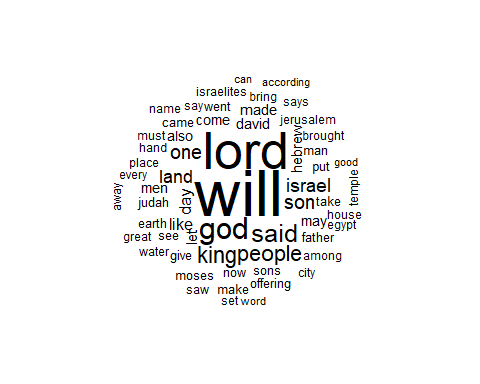 can according
israelites bring
name say went made says
came come david jerusalem
must also hebrew brought
hand one lord man
place put good
every land israel
away men day will son take temple
judah may house
earth like god said egypt
great see let father
water give king people among
moses now sons city
saw make offering
set word